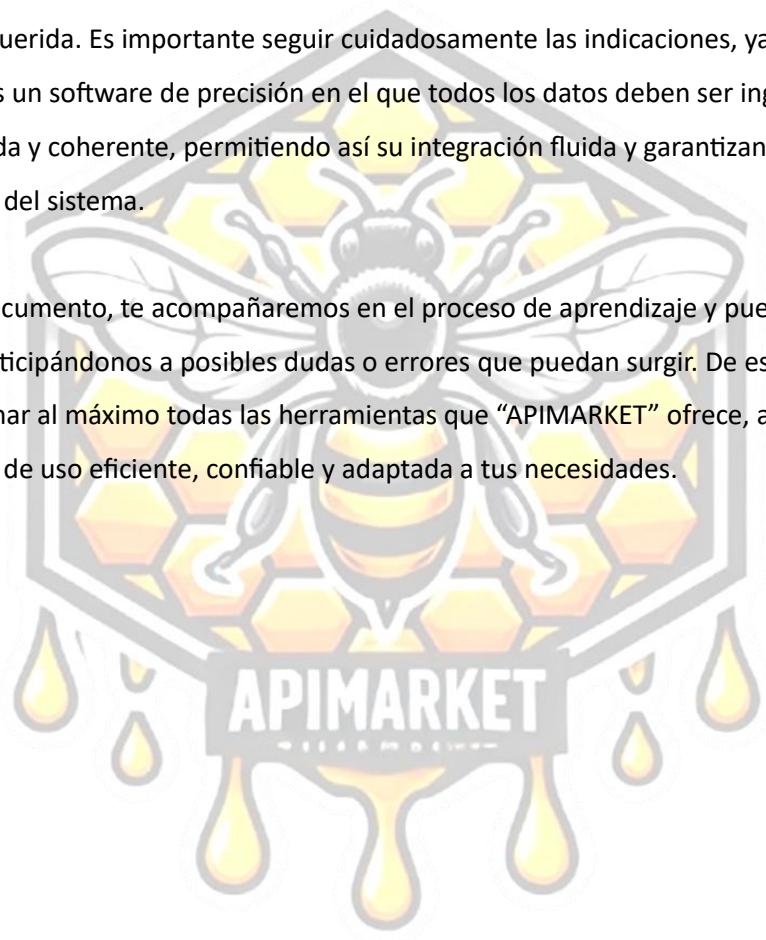 uerida. Es importante seguir cuidadosamente las indicaciones, ya
s un software de precisión en el que todos los datos deben ser ing
da y coherente, permitiendo así su integración fluida y garantizan
del sistema.
cumento, te acompañaremos en el proceso de aprendizaje y pue
ticipándonos a posibles dudas o errores que puedan surgir. De es
nar al máximo todas las herramientas que “APIMARKET” ofrece, a
de uso eficiente, confiable y adaptada a tus necesidades.
APIMARKET